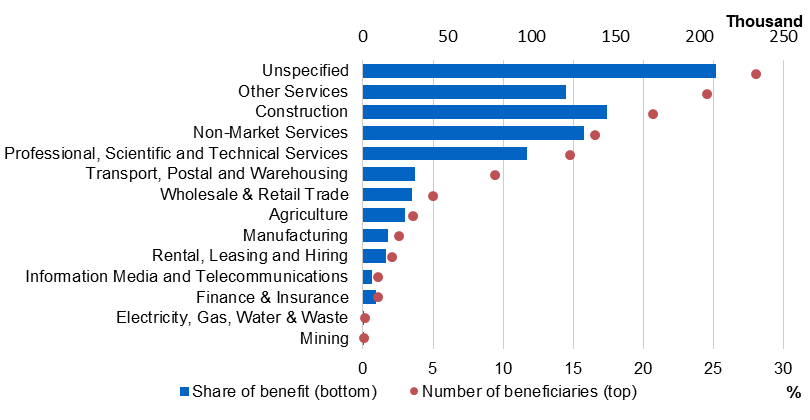 Thousand
0 50 100 150 200 250
Unspecified
Other Services
Construction
Non-Market Services
Professional, Scientific and Technical Services
Transport, Postal and Warehousing
Wholesale & Retail Trade
Agriculture
Manufacturing
Rental, Leasing and Hiring
Information Media and Telecommunications
Finance & Insurance
Electricity, Gas, Water & Waste
Mining
0 5 10 15 20 30
Share of benefit (bottom) Number of beneficiaries (top) %